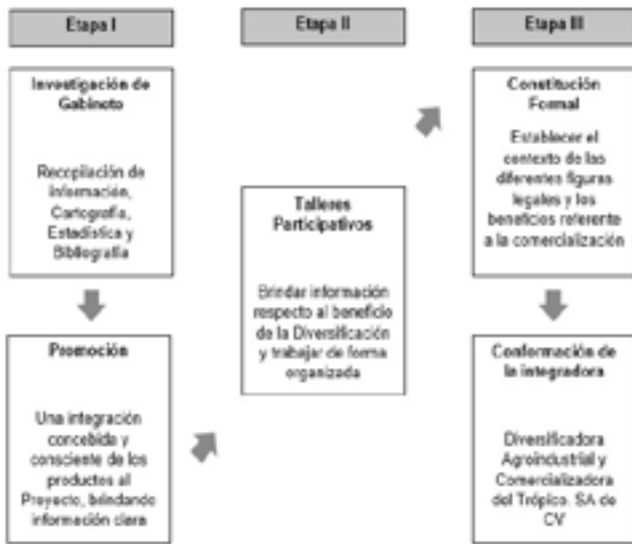 Etapa I
Investigación de
Gabinete
Recopilación de
información,
Cartografía,
Estadística y
Bibliografía
Promoción
Una integración
concebida y
consciente de los
productos al
Proyecto, brindando
información clara
Etapa II
Talleres
Participativos
Brindar información
respecto al beneficio
de la Diversificación
y trabajar de forma
organizada
Etapa III
Constitución
Formal
Establecer el
contexto de las
diferentes figuras
legales y los
beneficios referente
a la comercialización
Conformación de
la integradora
Diversificadora
Agroindustrial y
Comercializadora
del Trópico. SA de
CV